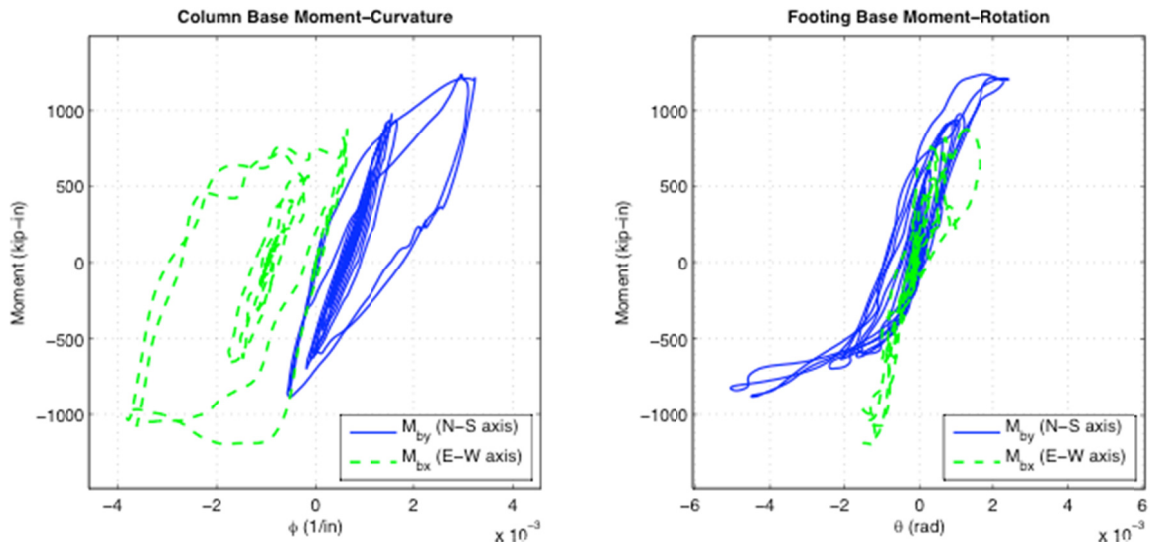 Column Base Moment–Curvature
Moment (kip–in)
1000
500
0
−500
−1000
−4
−2
0
2
4
x 10⁻³
ϕ (1/in)
M_by (N–S axis)
M_bx (E–W axis)
Footing Base Moment–Rotation
Moment (kip–in)
1000
500
0
−500
−1000
−6
−4
−2
0
2
4
6
x 10⁻³
θ (rad)
M_by (N–S axis)
M_bx (E–W axis)